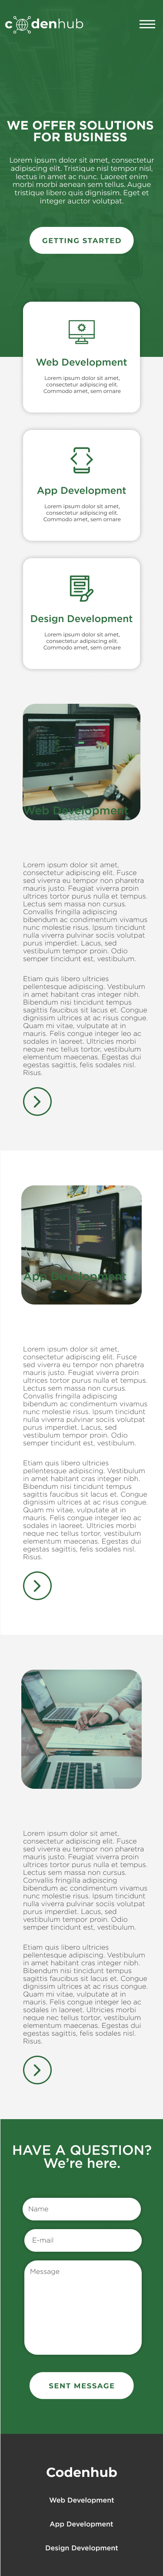 codenhub
WE OFFER SOLUTIONS
FOR BUSINESS
Lorem ipsum dolor sit amet, consectetur
adipiscing elit. Tristique nisl tempor nisl,
lectus in amet ac nunc. Laoreet enim
morbi morbi aenean sem tellus. Augue
tristique libero quis dignissim. Eget et
integer auctor volutpat.
GETTING STARTED
Web Development
Lorem ipsum dolor sit amet,
consectetur adipiscing elit.
Commodo amet, sem ornare
App Development
Lorem ipsum dolor sit amet,
consectetur adipiscing elit.
Commodo amet, sem ornare
Design Development
Lorem ipsum dolor sit amet,
consectetur adipiscing elit.
Commodo amet, sem ornare
Web Development
Lorem ipsum dolor sit amet,
consectetur adipiscing elit. Fusce
sed viverra eu tempor non pharetra
mauris justo. Feugiat viverra proin
ultrices tortor purus nulla et tempus.
Lectus sem massa non cursus.
Convallis fringilla adipiscing
bibendum ac condimentum vivamus
nunc molestie risus. Ipsum tincidunt
nulla viverra pulvinar sociis volutpat
purus imperdiet. Lacus, sed
vestibulum tempor proin. Odio
semper tincidunt est, vestibulum.
Etiam quis libero ultricies
pellentesque adipiscing. Vestibulum
in amet habitant cras integer nibh.
Bibendum nisi tincidunt tempus
sagittis faucibus sit lacus et. Congue
dignissim ultrices at ac risus congue.
Quam mi vitae, vulputate at in
mauris. Felis congue integer leo ac
sodales in laoreet. Ultricies morbi
neque nec tellus tortor, vestibulum
elementum maecenas. Egestas dui
egestas sagittis, felis sodales nisl.
Risus.
App Development
Lorem ipsum dolor sit amet,
consectetur adipiscing elit. Fusce
sed viverra eu tempor non pharetra
mauris justo. Feugiat viverra proin
ultrices tortor purus nulla et tempus.
Lectus sem massa non cursus.
Convallis fringilla adipiscing
bibendum ac condimentum vivamus
nunc molestie risus. Ipsum tincidunt
nulla viverra pulvinar sociis volutpat
purus imperdiet. Lacus, sed
vestibulum tempor proin. Odio
semper tincidunt est, vestibulum.
Etiam quis libero ultricies
pellentesque adipiscing. Vestibulum
in amet habitant cras integer nibh.
Bibendum nisi tincidunt tempus
sagittis faucibus sit lacus et. Congue
dignissim ultrices at ac risus congue.
Quam mi vitae, vulputate at in
mauris. Felis congue integer leo ac
sodales in laoreet. Ultricies morbi
neque nec tellus tortor, vestibulum
elementum maecenas. Egestas dui
egestas sagittis, felis sodales nisl.
Risus.
Lorem ipsum dolor sit amet,
consectetur adipiscing elit. Fusce
sed viverra eu tempor non pharetra
mauris justo. Feugiat viverra proin
ultrices tortor purus nulla et tempus.
Lectus sem massa non cursus.
Convallis fringilla adipiscing
bibendum ac condimentum vivamus
nunc molestie risus. Ipsum tincidunt
nulla viverra pulvinar sociis volutpat
purus imperdiet. Lacus, sed
vestibulum tempor proin. Odio
semper tincidunt est, vestibulum.
Etiam quis libero ultricies
pellentesque adipiscing. Vestibulum
in amet habitant cras integer nibh.
Bibendum nisi tincidunt tempus
sagittis faucibus sit lacus et. Congue
dignissim ultrices at ac risus congue.
Quam mi vitae, vulputate at in
mauris. Felis congue integer leo ac
sodales in laoreet. Ultricies morbi
neque nec tellus tortor, vestibulum
elementum maecenas. Egestas dui
egestas sagittis, felis sodales nisl.
Risus.
HAVE A QUESTION?
We're here.
Name
E-mail
Message
SENT MESSAGE
Codenhub
Web Development
App Development
Design Development